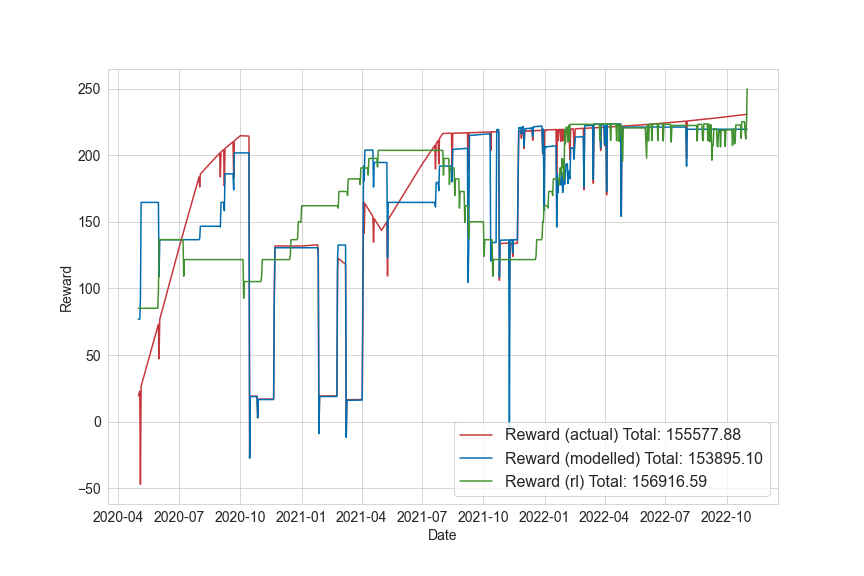 250
200
150
100
50
0
−50
Reward
Reward (actual) Total: 155577.88
Reward (modelled) Total: 153895.10
Reward (rl) Total: 156916.59
2020-04 2020-07 2020-10 2021-01 2021-04 2021-07 2021-10 2022-01 2022-04 2022-07 2022-10
Date